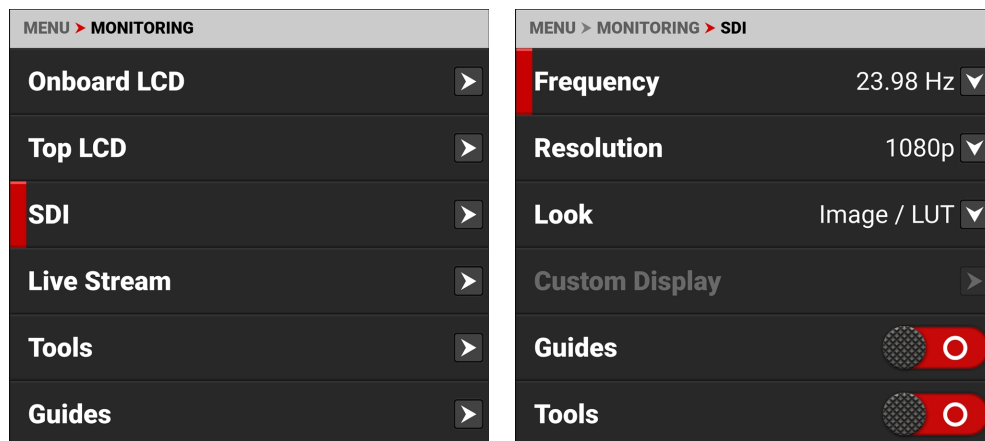 MENU > MONITORING
Onboard LCD
Top LCD
SDI
Live Stream
Tools
Guides
MENU > MONITORING > SDI
Frequency 23.98 Hz
Resolution 1080p
Look Image / LUT
Custom Display
Guides
Tools